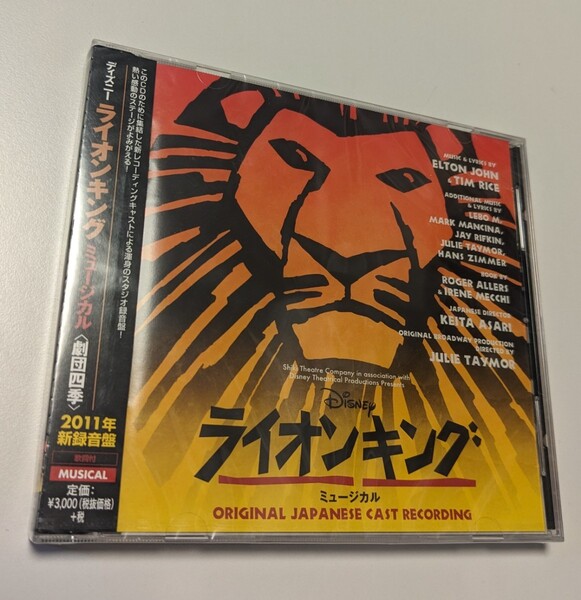 このCDのために集結した新レコーディングキャストによる渾身のスタジオ録音盤!
熱い感動のステージがよみがえる!
ディズニー ライオンキング ミュージカル 〈劇団四季〉
2011年
新録音盤
歌詞付
MUSICAL
定価:
¥3,000(税抜価格)
+税
MUSIC & LYRICS BY
ELTON JOHN
& TIM RICE
ADDITIONAL MUSIC
& LYRICS BY
LEBO M,
MARK MANCINA,
JAY RIFKIN,
JULIE TAYMOR,
HANS ZIMMER
BOOK BY
ROGER ALLERS
& IRENE MECCHI
JAPANESE DIRECTOR
KEITA ASARI
ORIGINAL BROADWAY PRODUCTION
DIRECTED BY
JULIE TAYMOR
Shiki Theatre Company in association with
Disney Theatrical Productions Presents
DISNEY
ライオンキング
ミュージカル
ORIGINAL JAPANESE CAST RECORDING